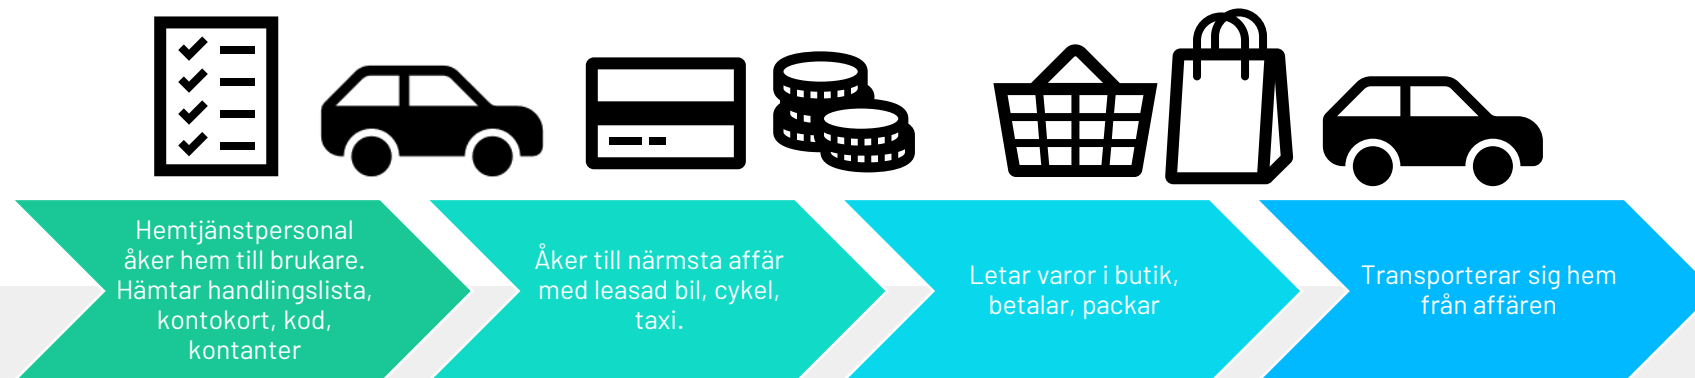 Hemtjänstpersonal
åker hem till brukare.
Hämtar handlingslista,
kontokort, kod,
kontanter
Åker till närmsta affär
med leasad bil, cykel,
taxi.
Letar varor i butik,
betalar, packar
Transporterar sig hem
från affären